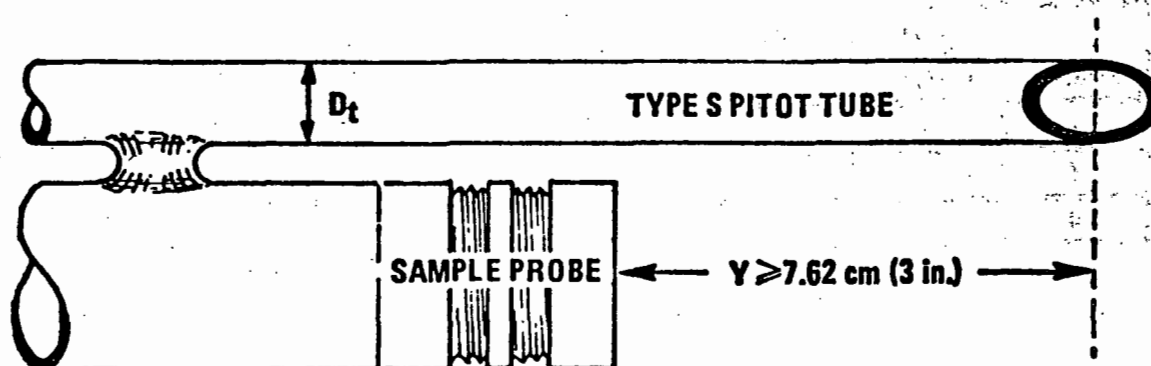 Dt
TYPE S PITOT TUBE
SAMPLE PROBE
Y ≥ 7.62 cm (3 in.)